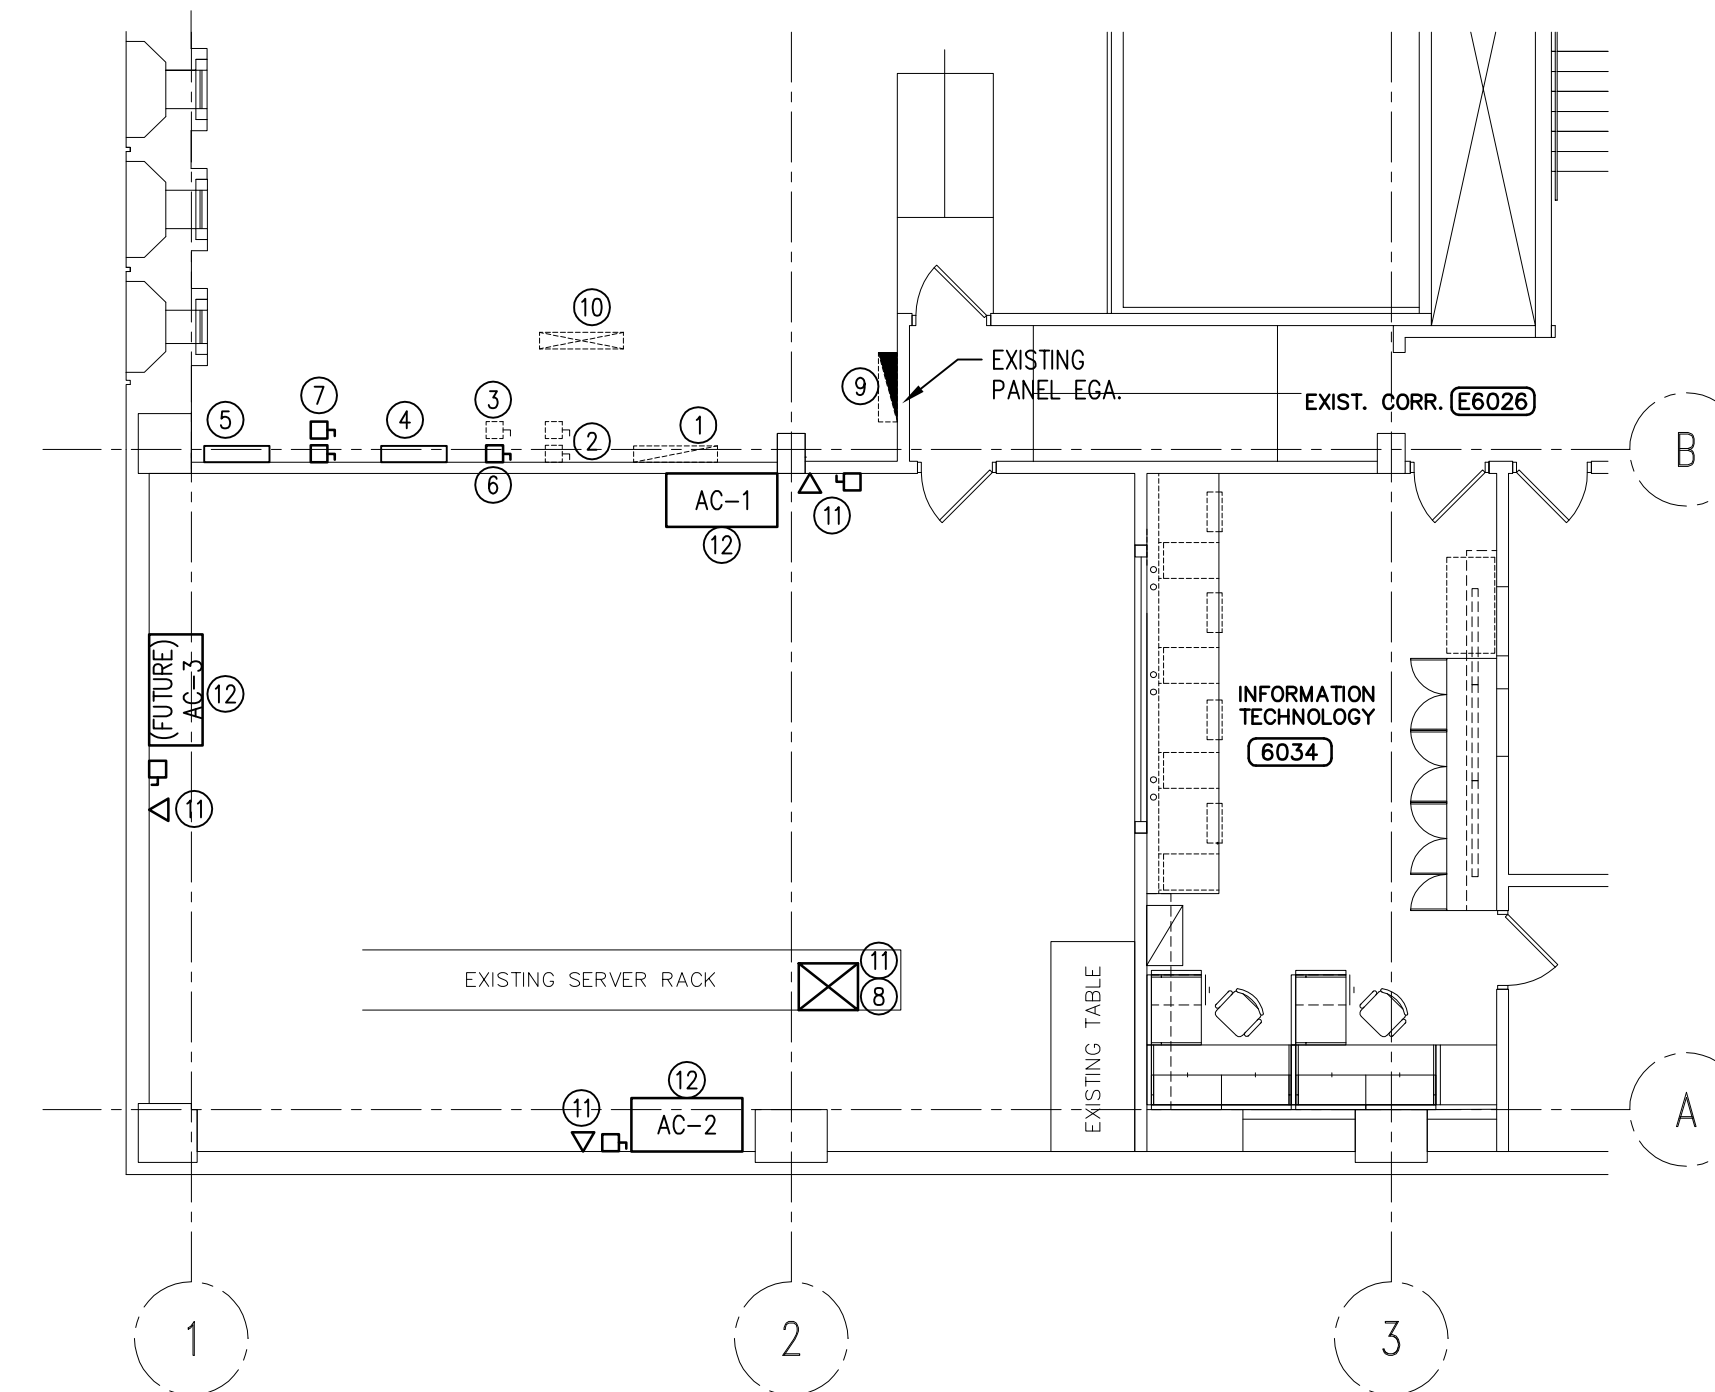 10
7
3
9
EXISTING
PANEL EGA.
EXIST. CORR. E6026
5
4
2
1
B
6
AC-1
11
12
(FUTURE)
AC-3
12
11
INFORMATION
TECHNOLOGY
6034
EXISTING SERVER RACK
11
8
EXISTING TABLE
12
11
AC-2
A
1
2
3